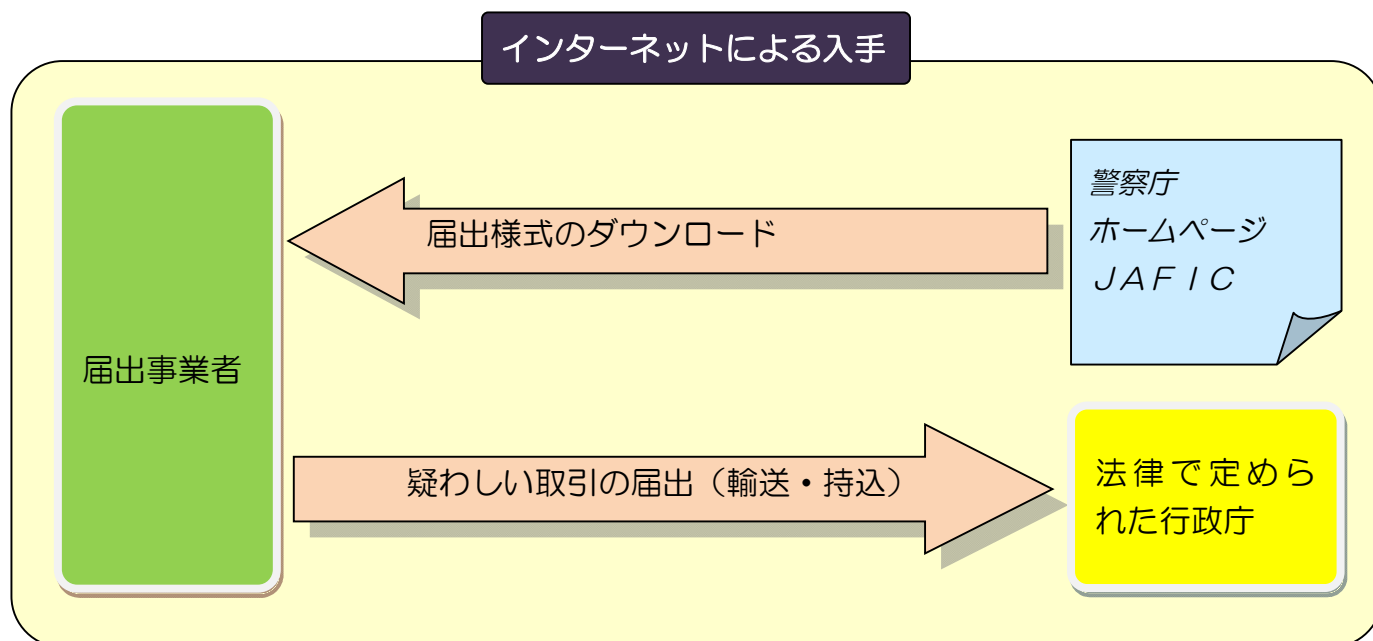 インターネットによる入手
警察庁
ホームページ
ＪＡＦＩＣ
届出様式のダウンロード
届出事業者
疑わしい取引の届出（輸送・持込）
法律で定めら
れた行政庁